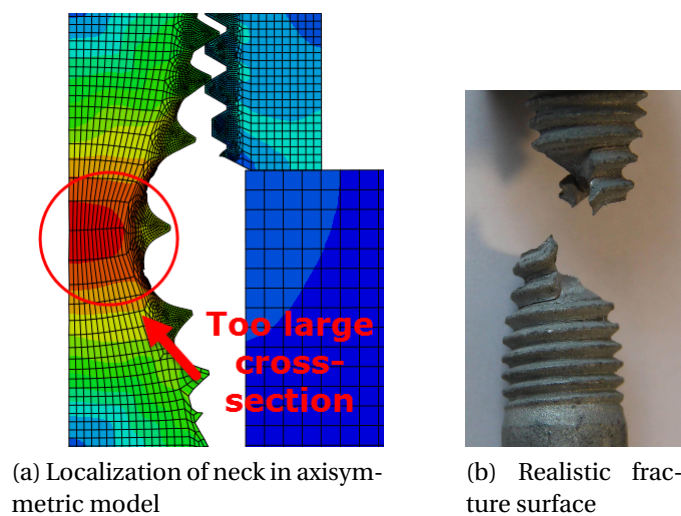 Too large
cross-
section
(a) Localization of neck in axisym-
metric model
(b) Realistic frac-
ture surface